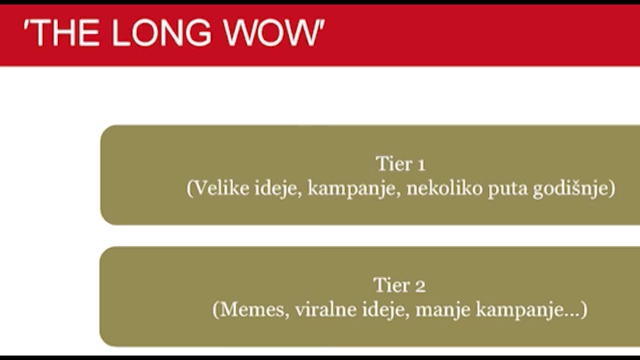 'THE LONG WOW'
Tier 1
(Velike ideje, kampanje, nekoliko puta godišnje)
Tier 2
(Memes, viralne ideje, manje kampanje...)